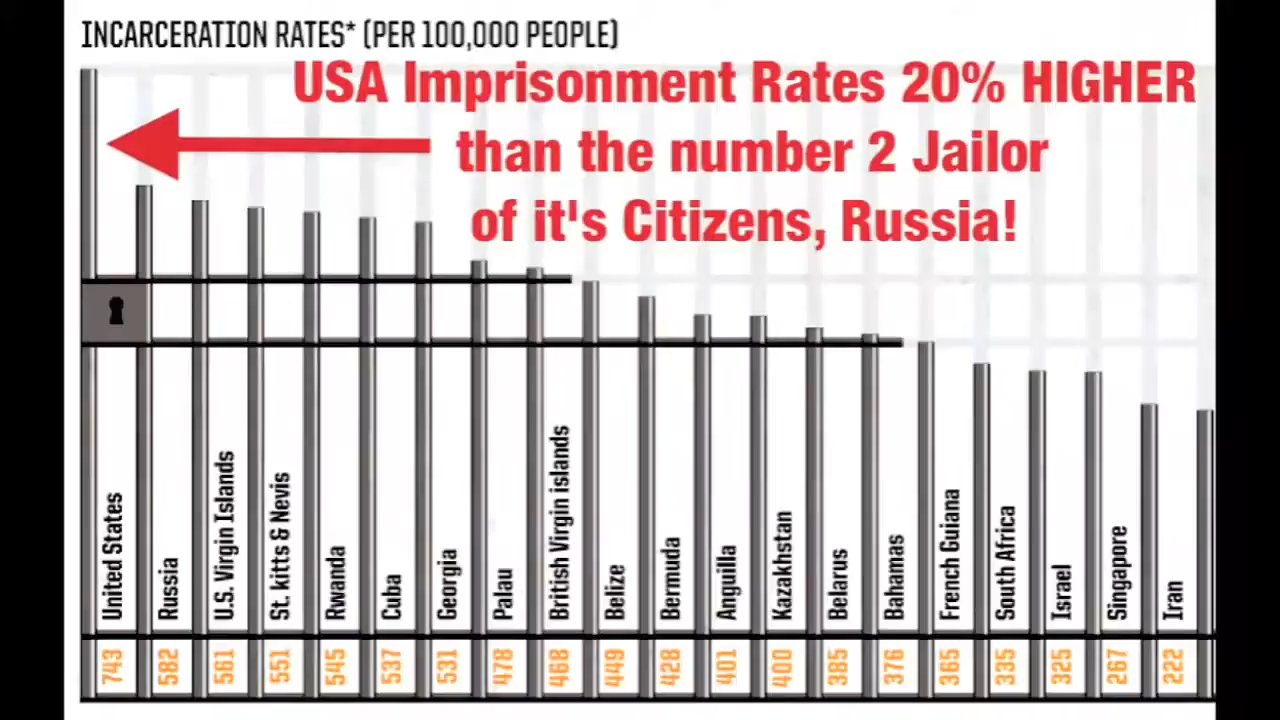 INCARCERATION RATES* (PER 100,000 PEOPLE)
USA Imprisonment Rates 20% HIGHER
than the number 2 Jailor
of it's Citizens, Russia!
United States
Russia
U.S. Virgin Islands
St. kitts & Nevis
Rwanda
Cuba
Georgia
Palau
British Virgin islands
Belize
Bermuda
Anguilla
Kazakhstan
Belarus
Bahamas
French Guiana
South Africa
Israel
Singapore
Iran
743
582
561
551
545
537
531
478
468
449
428
401
400
385
376
365
335
325
267
222